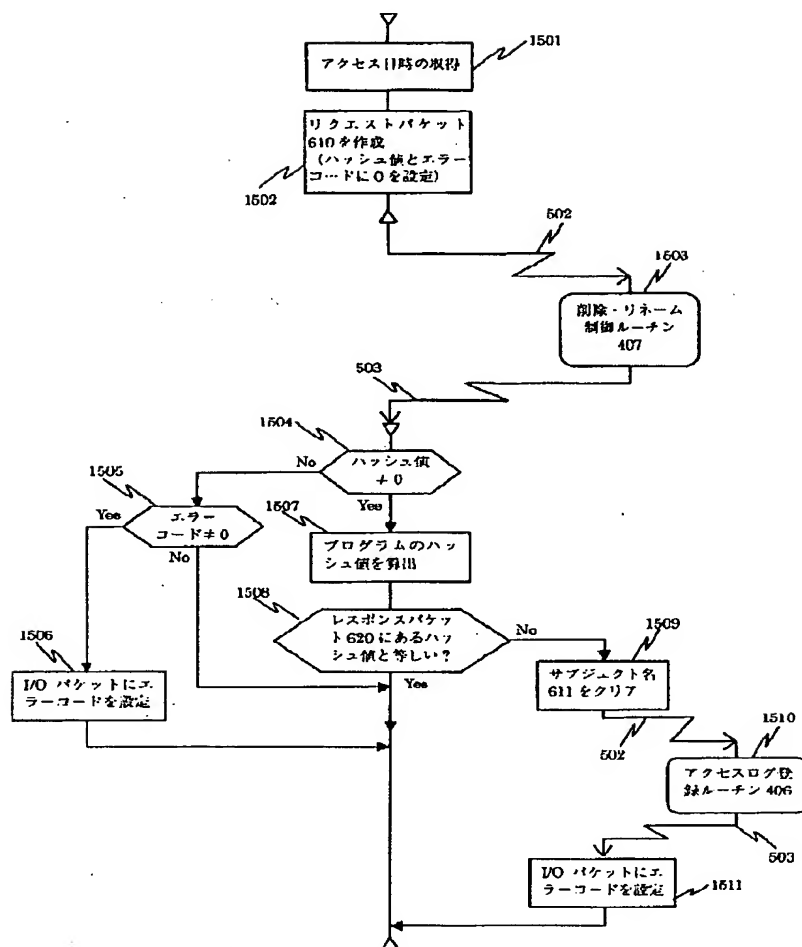 1501
アクセス日時の取得
リクエストパケット
610を作成
(ハッシュ値とエラー
コードに0を設定)
1502
502
1503
削除・リネーム
制御ルーチン
407
503
1504
ハッシュ値
≠0
No
Yes
1505
エラー
コード≠0
Yes
No
1507
プログラムのハッ
シュ値を算出
1508
レスポンスパケッ
ト620にあるハッ
シュ値と等しい?
No
Yes
1509
サブジェクト名
611をクリア
1506
I/O パケットにエ
ラーコードを設定
502
1510
アクセスログ登
録ルーチン406
503
I/O パケットにエ
ラーコードを設定
1511